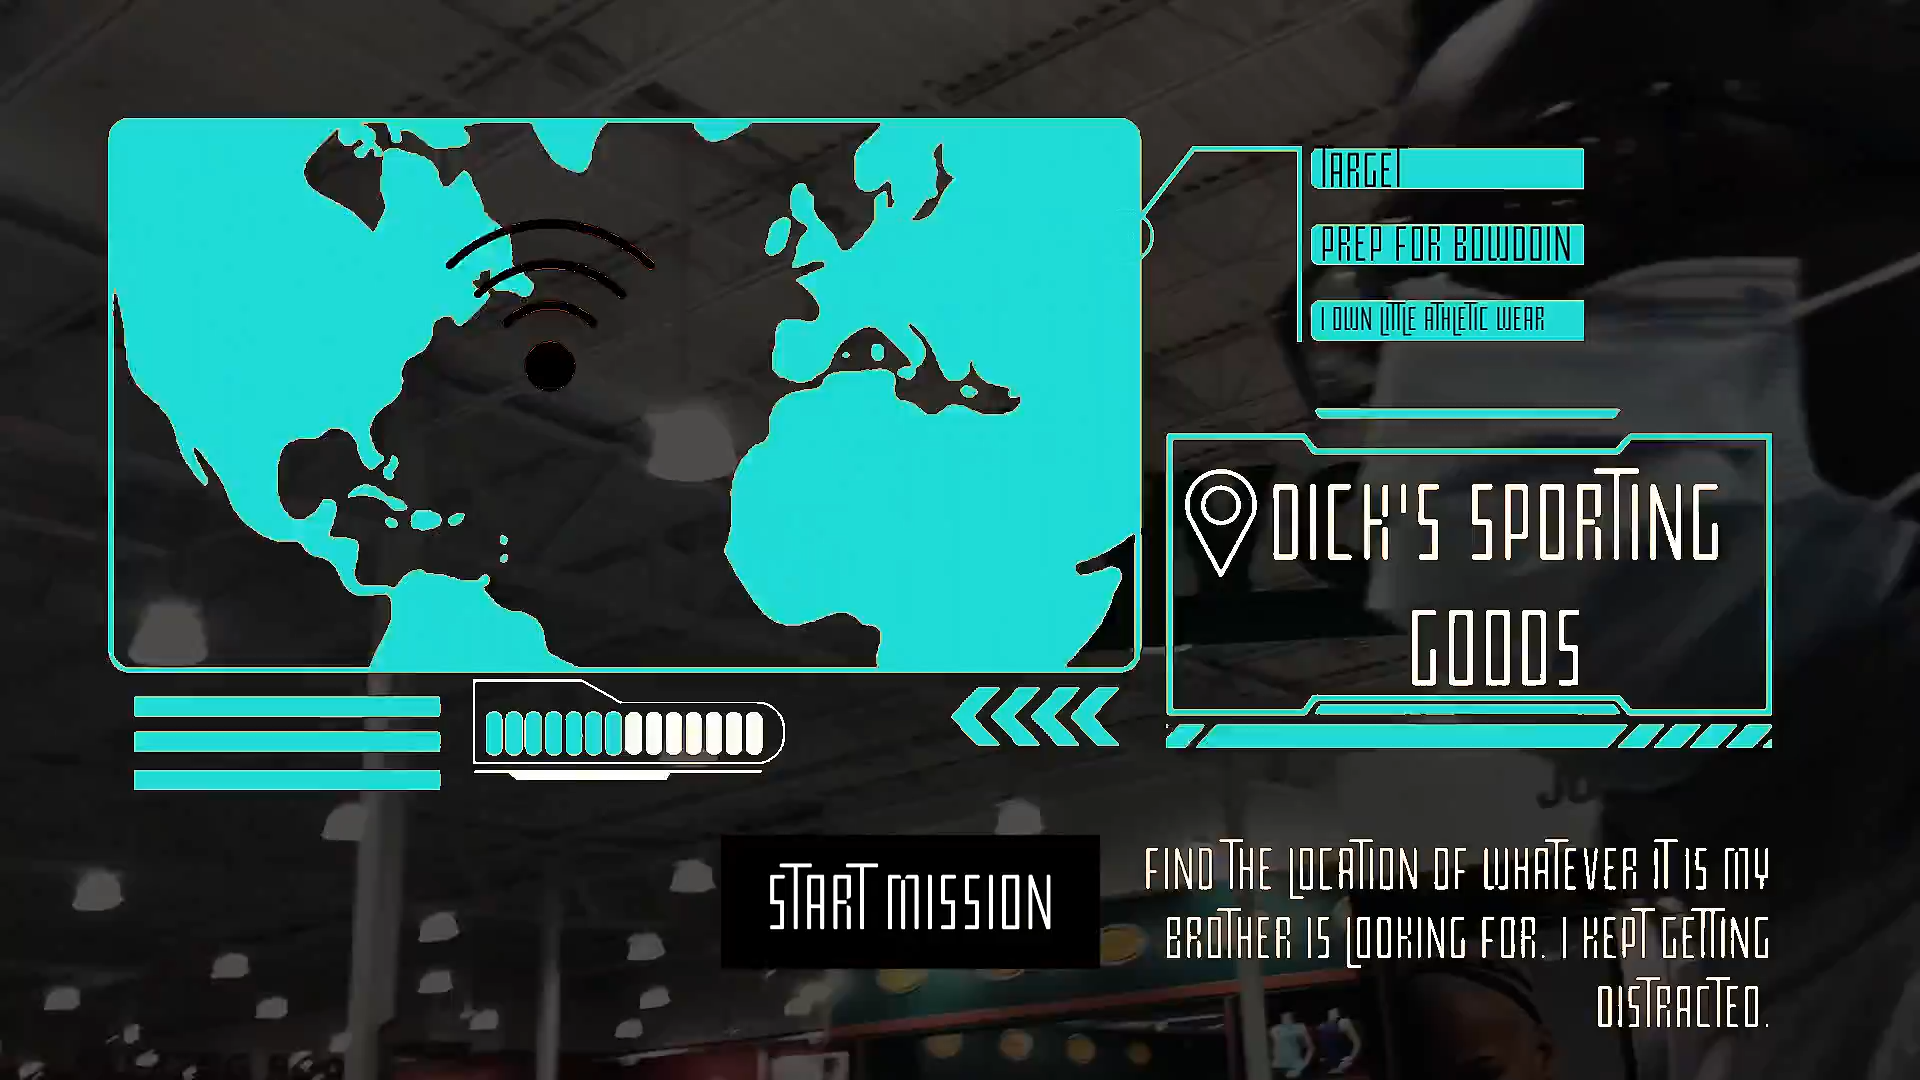 TARGET
PREP FOR BOWDOIN
I OWN LITTLE ATHLETIC WEAR
DICK'S SPORTING
GOODS
START MISSION
FIND THE LOCATION OF WHATEVER IT IS MY
BROTHER IS LOOKING FOR. I KEPT GETTING
DISTRACTED.